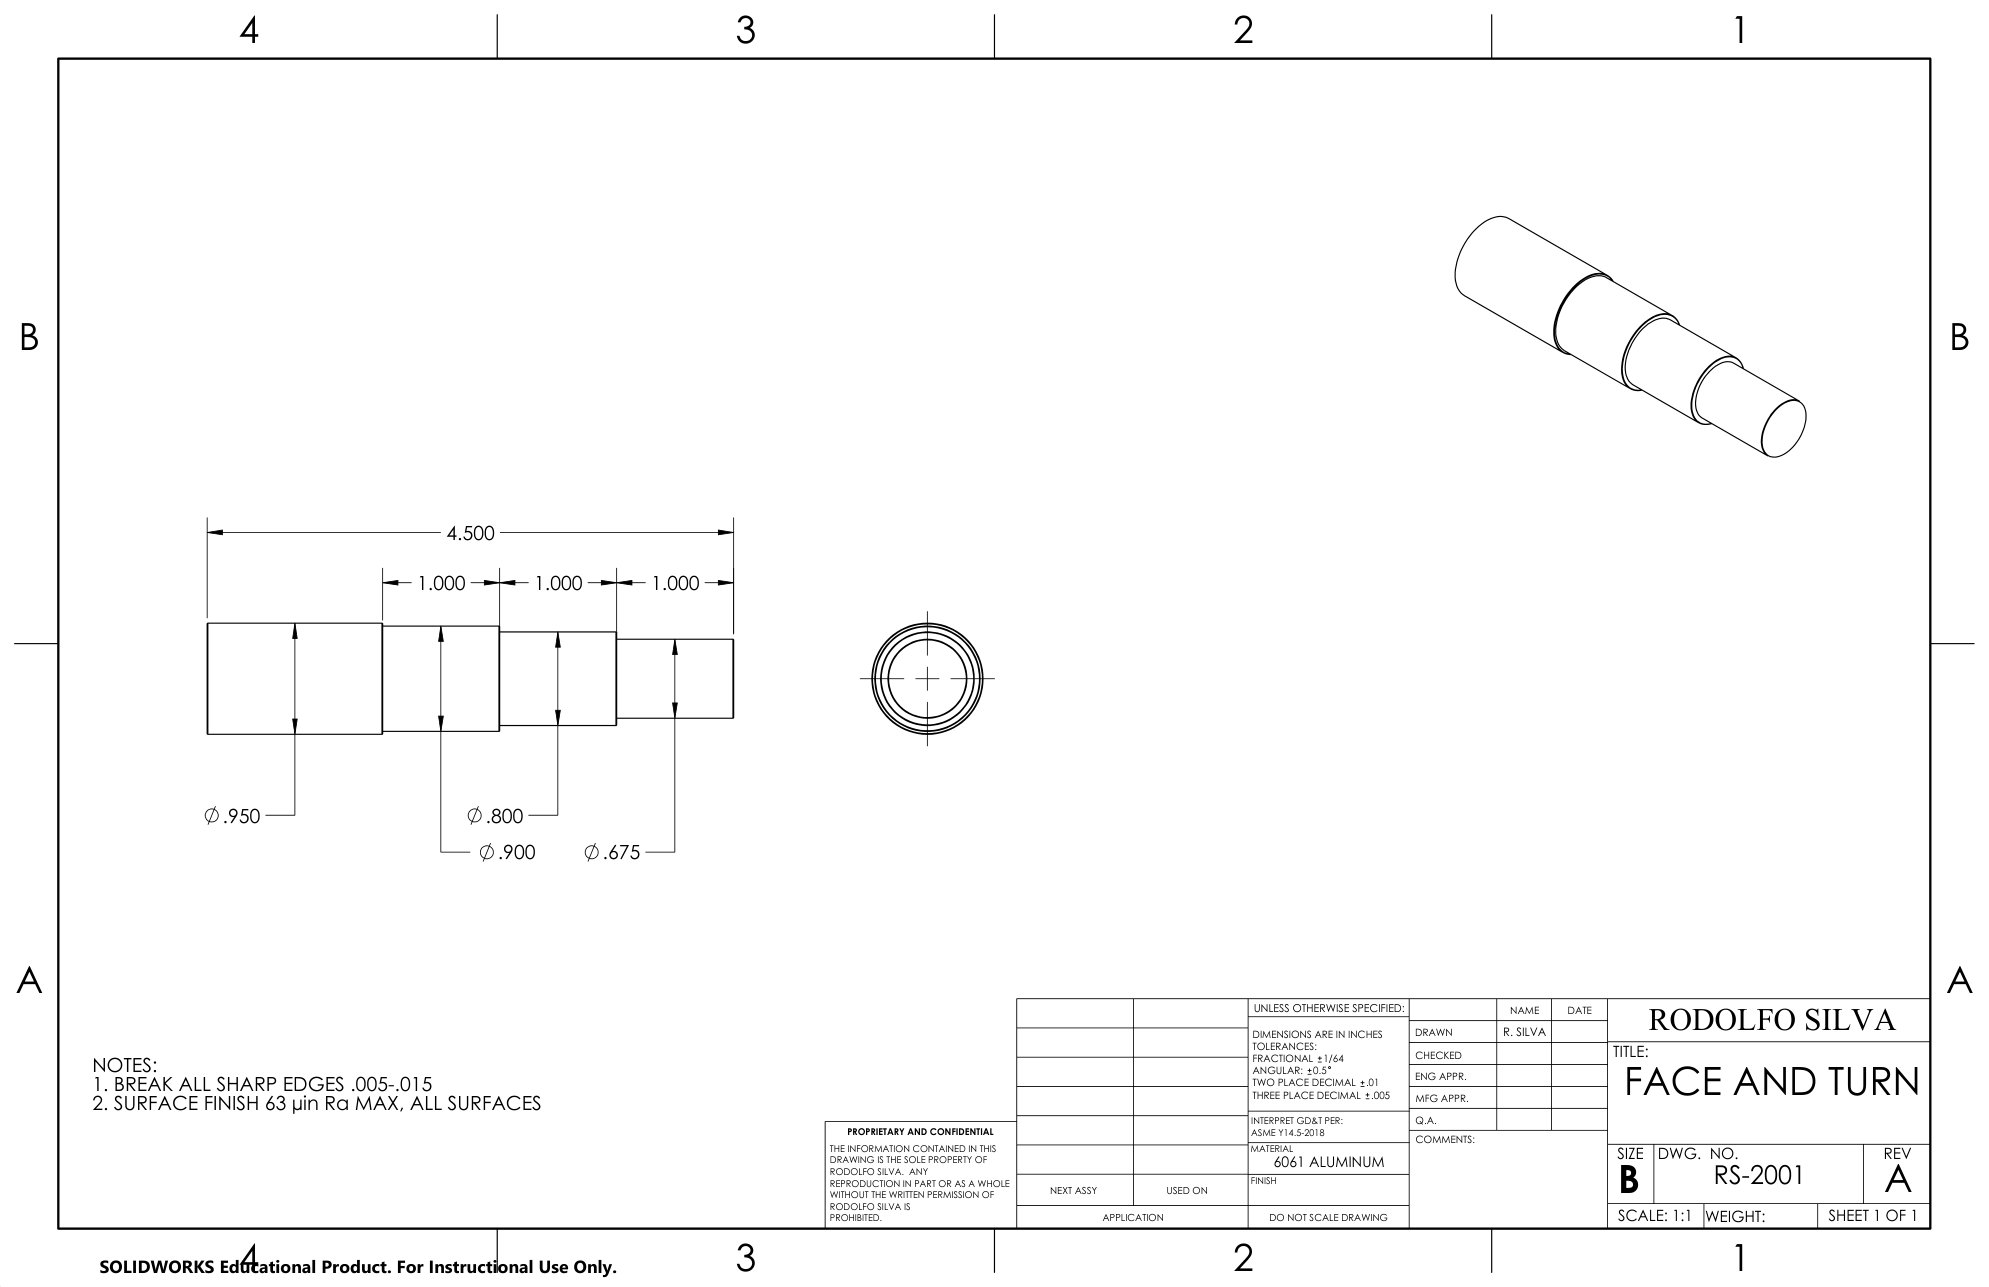 4 3 2 1
B B
4.500
1.000 1.000 1.000
∅.950 ∅.800
∅.900 ∅.675
A A
NOTES:
1. BREAK ALL SHARP EDGES .005-.015
2. SURFACE FINISH 63 µin Ra MAX, ALL SURFACES
PROPRIETARY AND CONFIDENTIAL
THE INFORMATION CONTAINED IN THIS
DRAWING IS THE SOLE PROPERTY OF
RODOLFO SILVA. ANY
REPRODUCTION IN PART OR AS A WHOLE
WITHOUT THE WRITTEN PERMISSION OF
RODOLFO SILVA IS
PROHIBITED.
NEXT ASSY USED ON
APPLICATION
UNLESS OTHERWISE SPECIFIED:
DIMENSIONS ARE IN INCHES
TOLERANCES:
FRACTIONAL ±1/64
ANGULAR: ±0.5°
TWO PLACE DECIMAL ±.01
THREE PLACE DECIMAL ±.005
INTERPRET GD&T PER:
ASME Y14.5-2018
MATERIAL
6061 ALUMINUM
FINISH
DO NOT SCALE DRAWING
NAME DATE
DRAWN R. SILVA
CHECKED
ENG APPR.
MFG APPR.
Q.A.
COMMENTS:
RODOLFO SILVA
TITLE:
FACE AND TURN
SIZE DWG. NO. REV
B RS-2001 A
SCALE: 1:1 WEIGHT: SHEET 1 OF 1
4 3 2 1
SOLIDWORKS Educational Product. For Instructional Use Only.